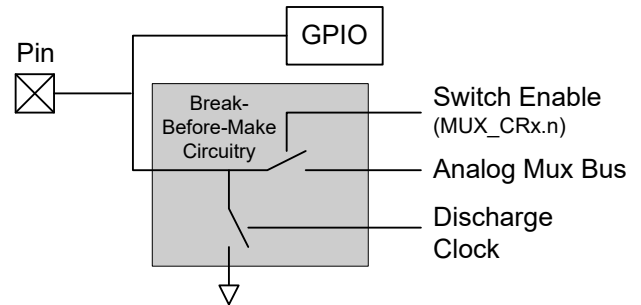 GPIO
Pin
Break-
Before-Make
Circuitry
Switch Enable
(MUX_CRx.n)
Analog Mux Bus
Discharge
Clock